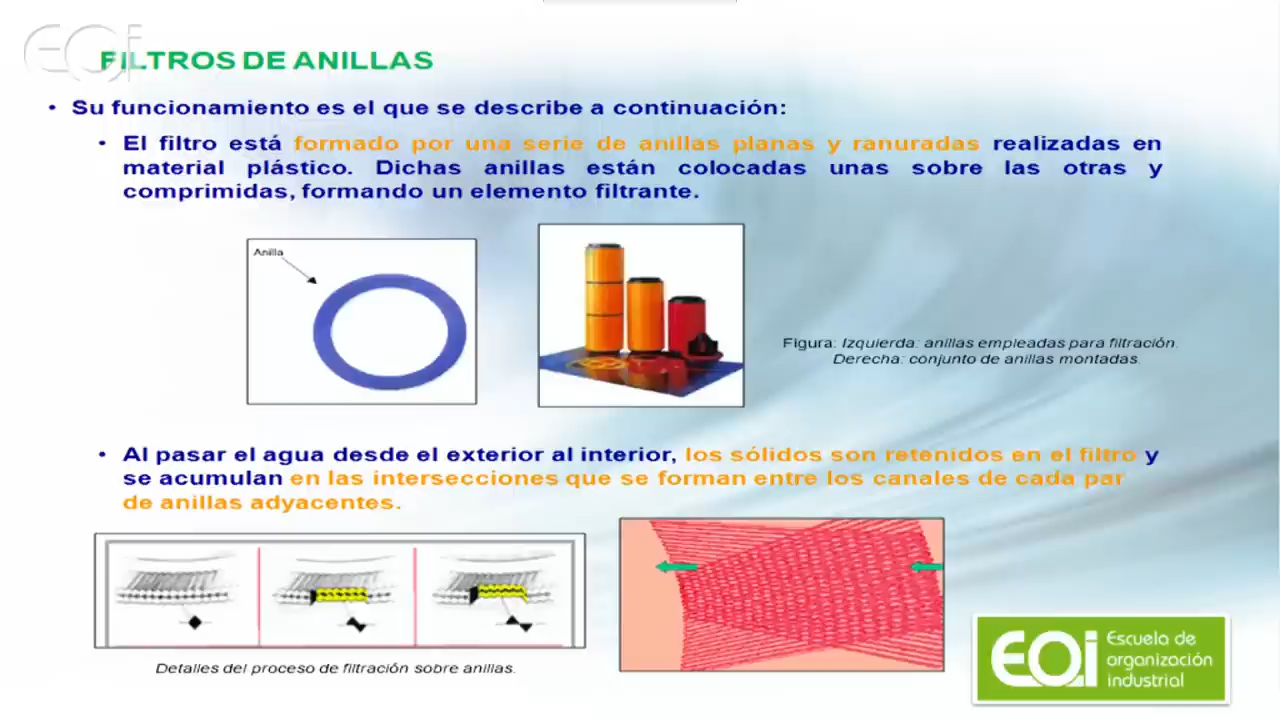 EOi
FILTROS DE ANILLAS
• Su funcionamiento es el que se describe a continuación:
• El filtro está formado por una serie de anillas planas y ranuradas realizadas en
material plástico. Dichas anillas están colocadas unas sobre las otras y
comprimidas, formando un elemento filtrante.
Anilla
Figura: Izquierda: anillas empleadas para filtración.
Derecha: conjunto de anillas montadas.
• Al pasar el agua desde el exterior al interior, los sólidos son retenidos en el filtro y
se acumulan en las intersecciones que se forman entre los canales de cada par
de anillas adyacentes.
Detalles del proceso de filtración sobre anillas.
EOi
Escuela de
organización
industrial